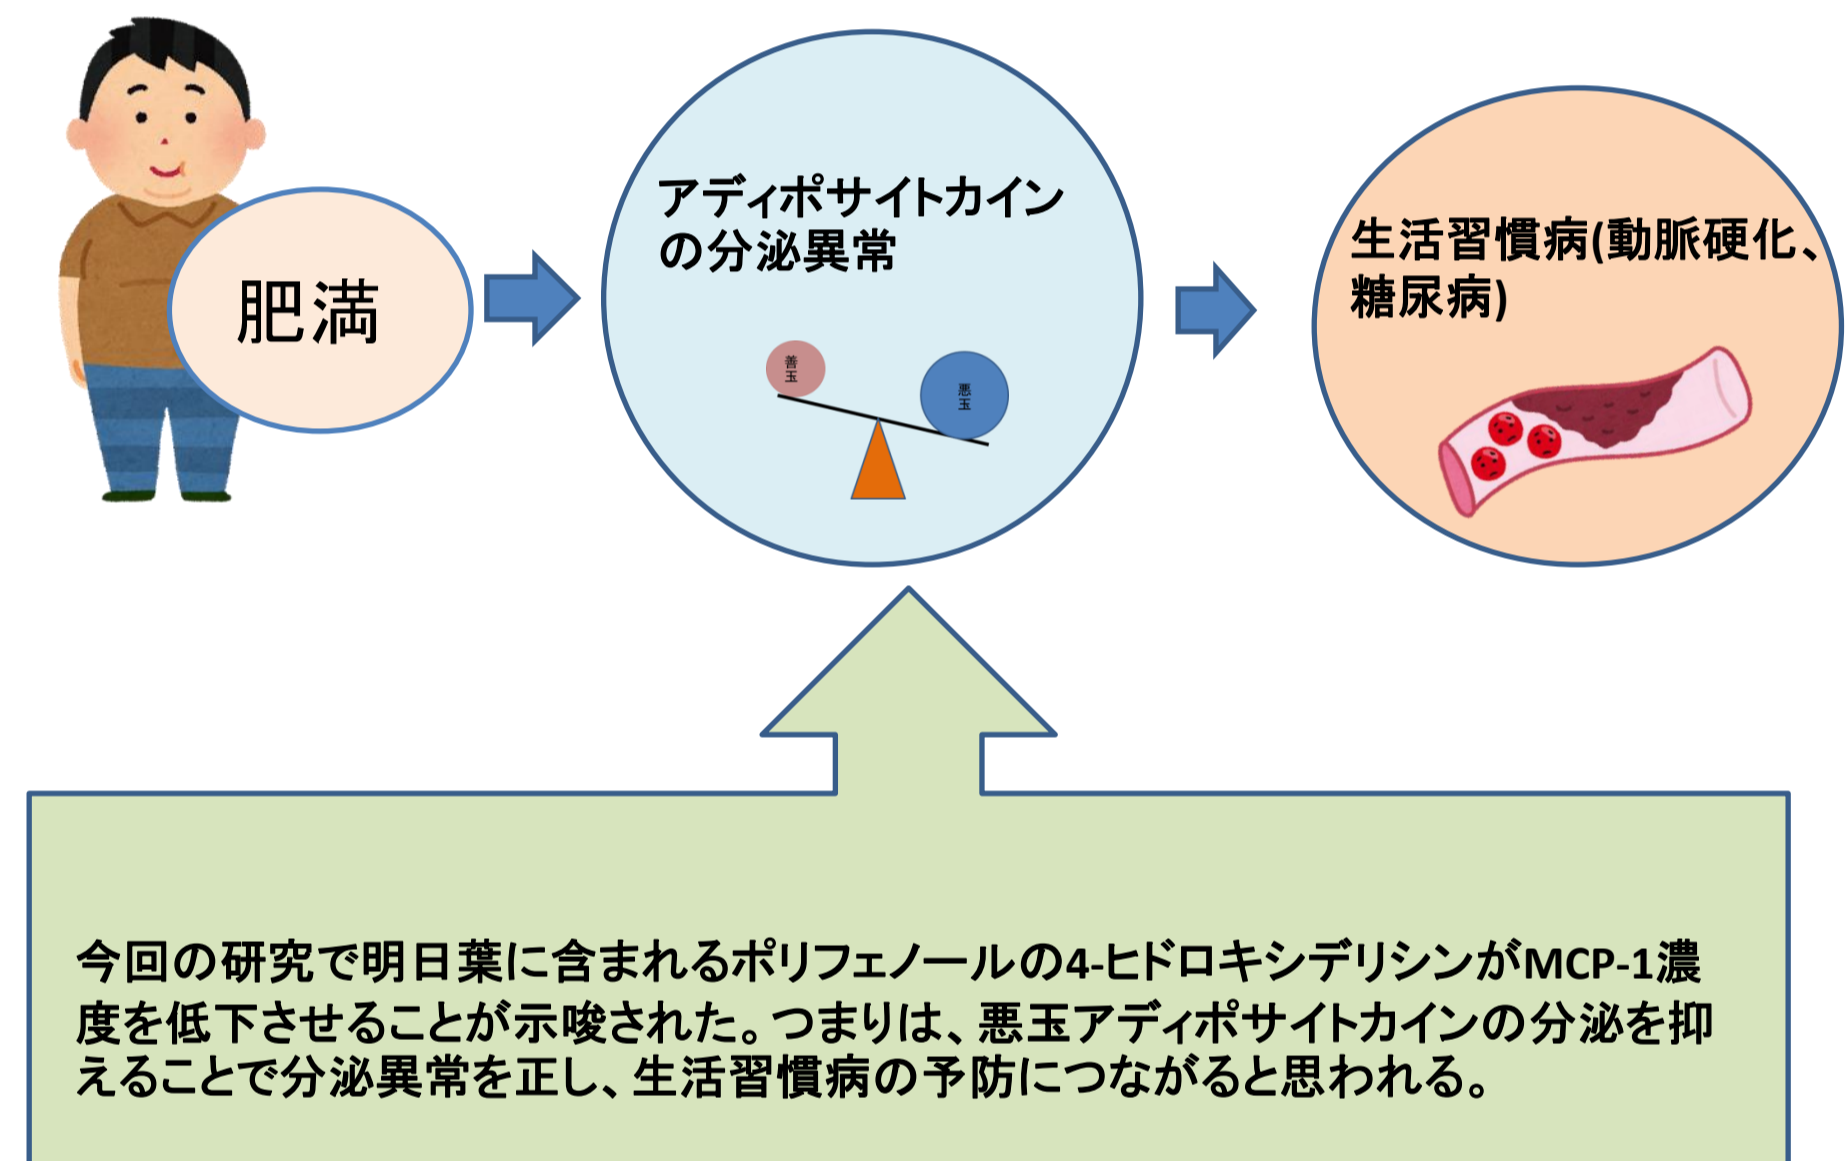 肥満
アディポサイトカイン
の分泌異常
善
玉
悪
玉
生活習慣病(動脈硬化、
糖尿病)
今回の研究で明日葉に含まれるポリフェノールの4-ヒドロキシデリシンがMCP-1濃
度を低下させることが示唆された。つまりは、悪玉アディポサイトカインの分泌を抑
えることで分泌異常を正し、生活習慣病の予防につながると思われる。